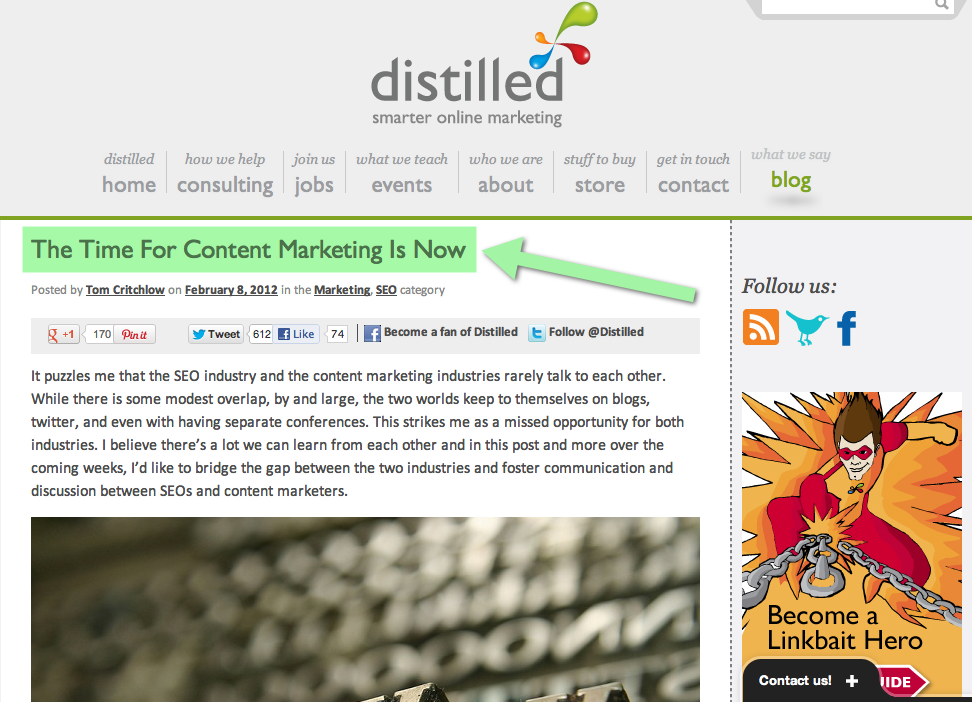 distilled
smarter online marketing
distilled how we help join us what we teach who we are stuff to buy get in touch what we say
home consulting jobs events about store contact blog
The Time For Content Marketing Is Now
Posted by Tom Critchlow on February 8, 2012 in the Marketing, SEO category
g +1 170 Pin it Tweet 612 f Like 74 f Become a fan of Distilled t Follow @Distilled
It puzzles me that the SEO industry and the content marketing industries rarely talk to each other.
While there is some modest overlap, by and large, the two worlds keep to themselves on blogs,
twitter, and even with having separate conferences. This strikes me as a missed opportunity for both
industries. I believe there's a lot we can learn from each other and in this post and more over the
coming weeks, I'd like to bridge the gap between the two industries and foster communication and
discussion between SEOs and content marketers.
Follow us:
f
Become a
Linkbait Hero
Contact us! +